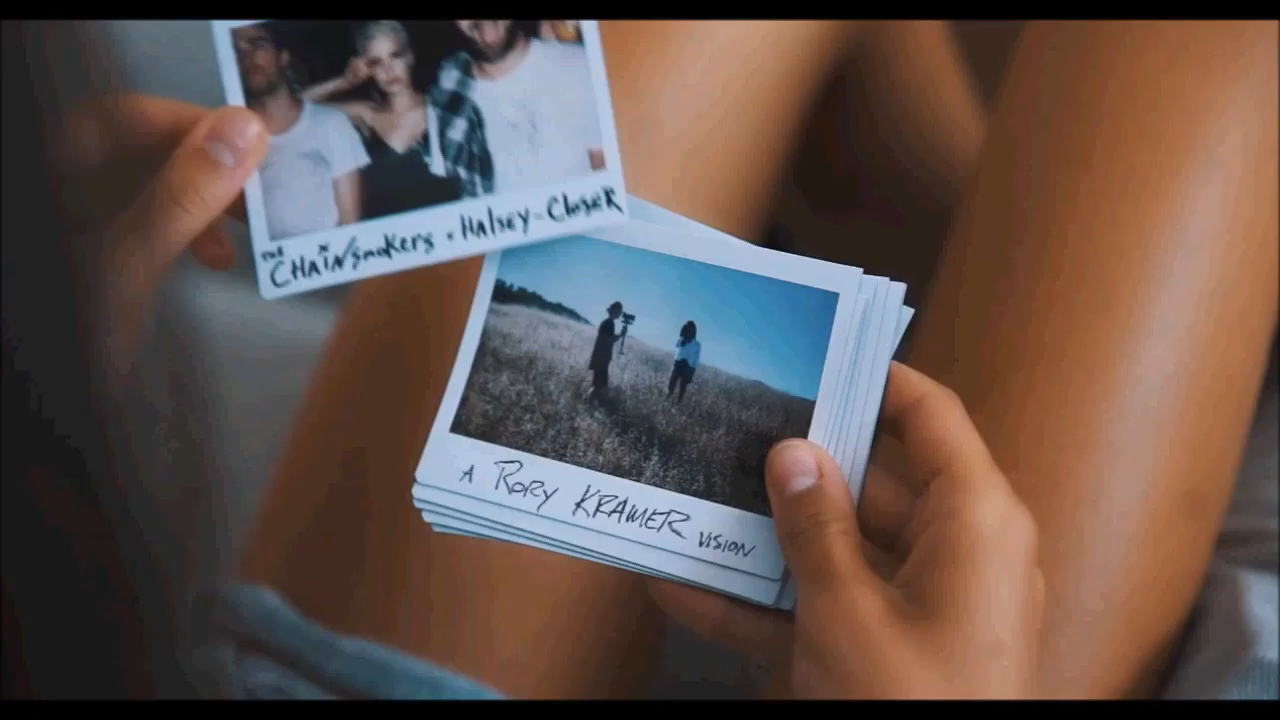 THE CHAINSMOKERS - HALSEY - CLOSER
A RORY KRAMER VISION